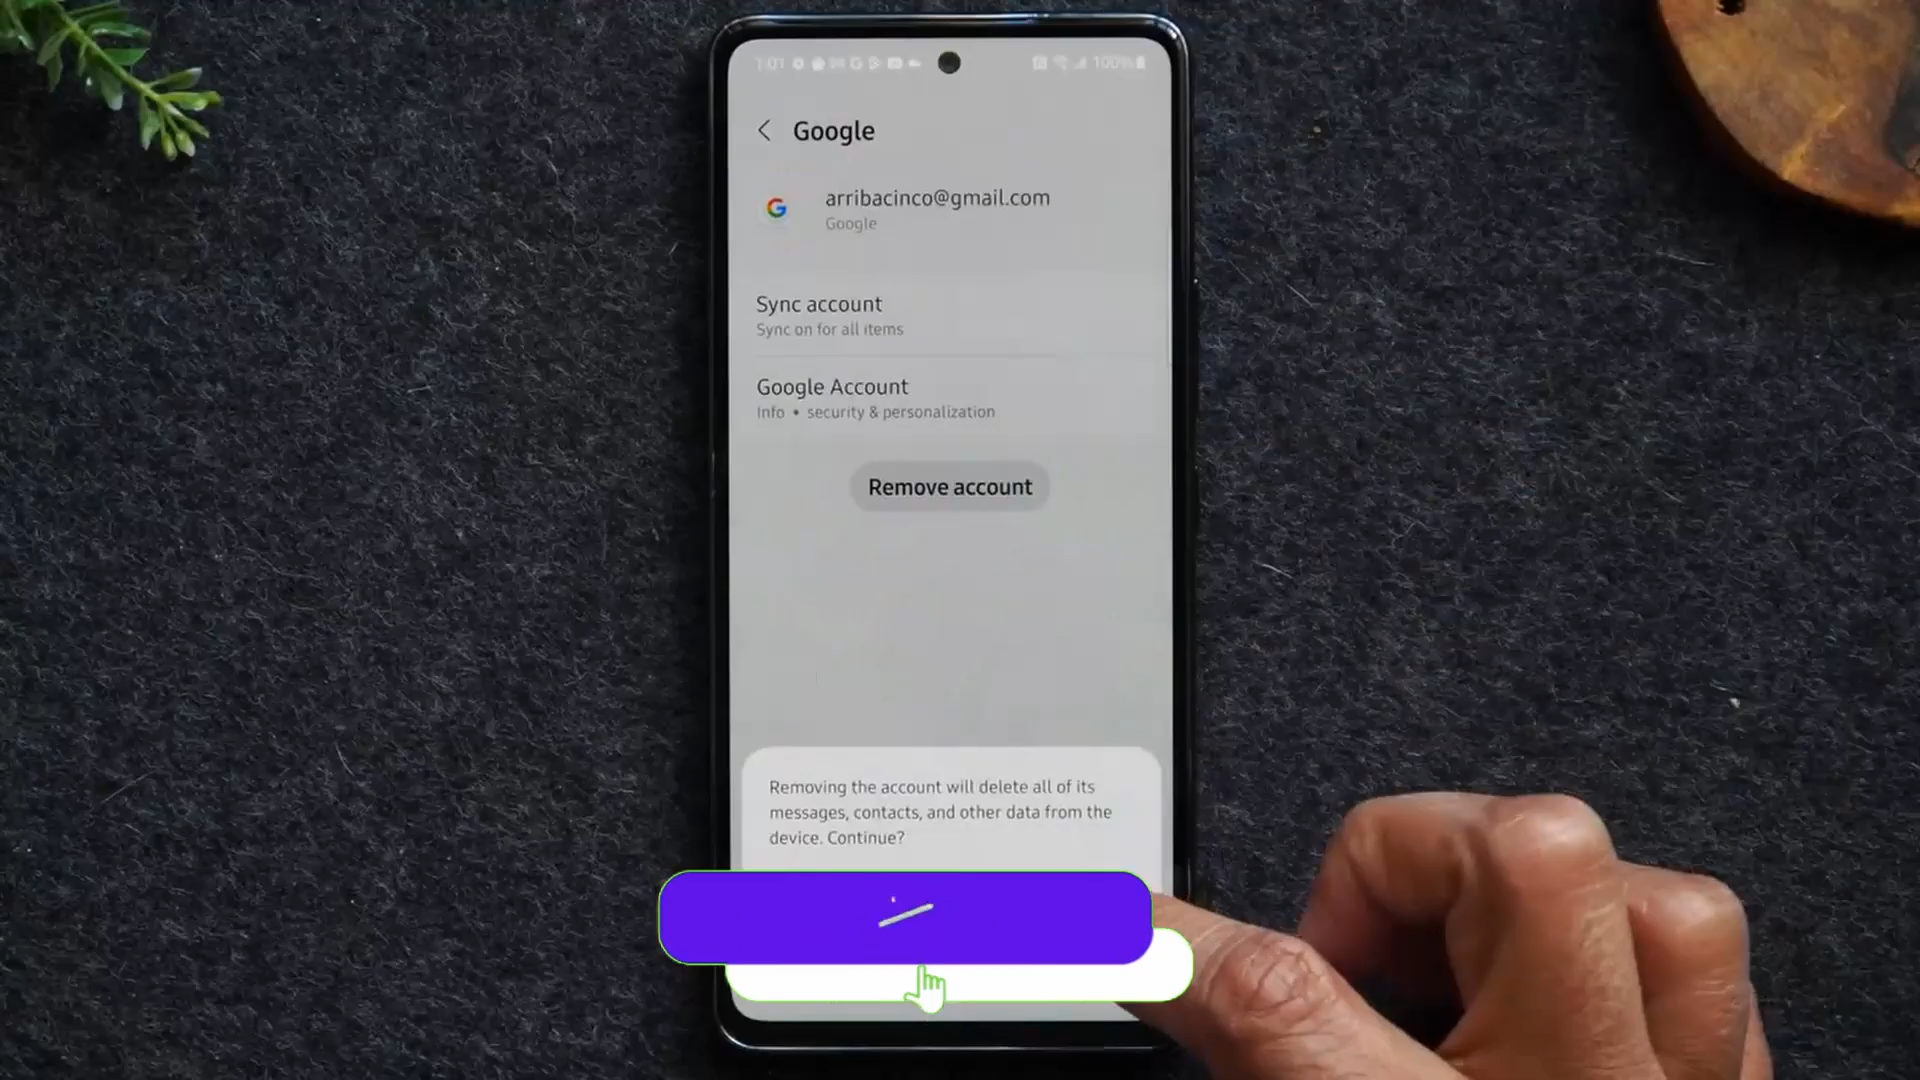 1:01 100%
Google
arribacinco@gmail.com
Google
Sync account
Sync on for all items
Google Account
Info • security & personalization
Remove account
Removing the account will delete all of its
messages, contacts, and other data from the
device. Continue?